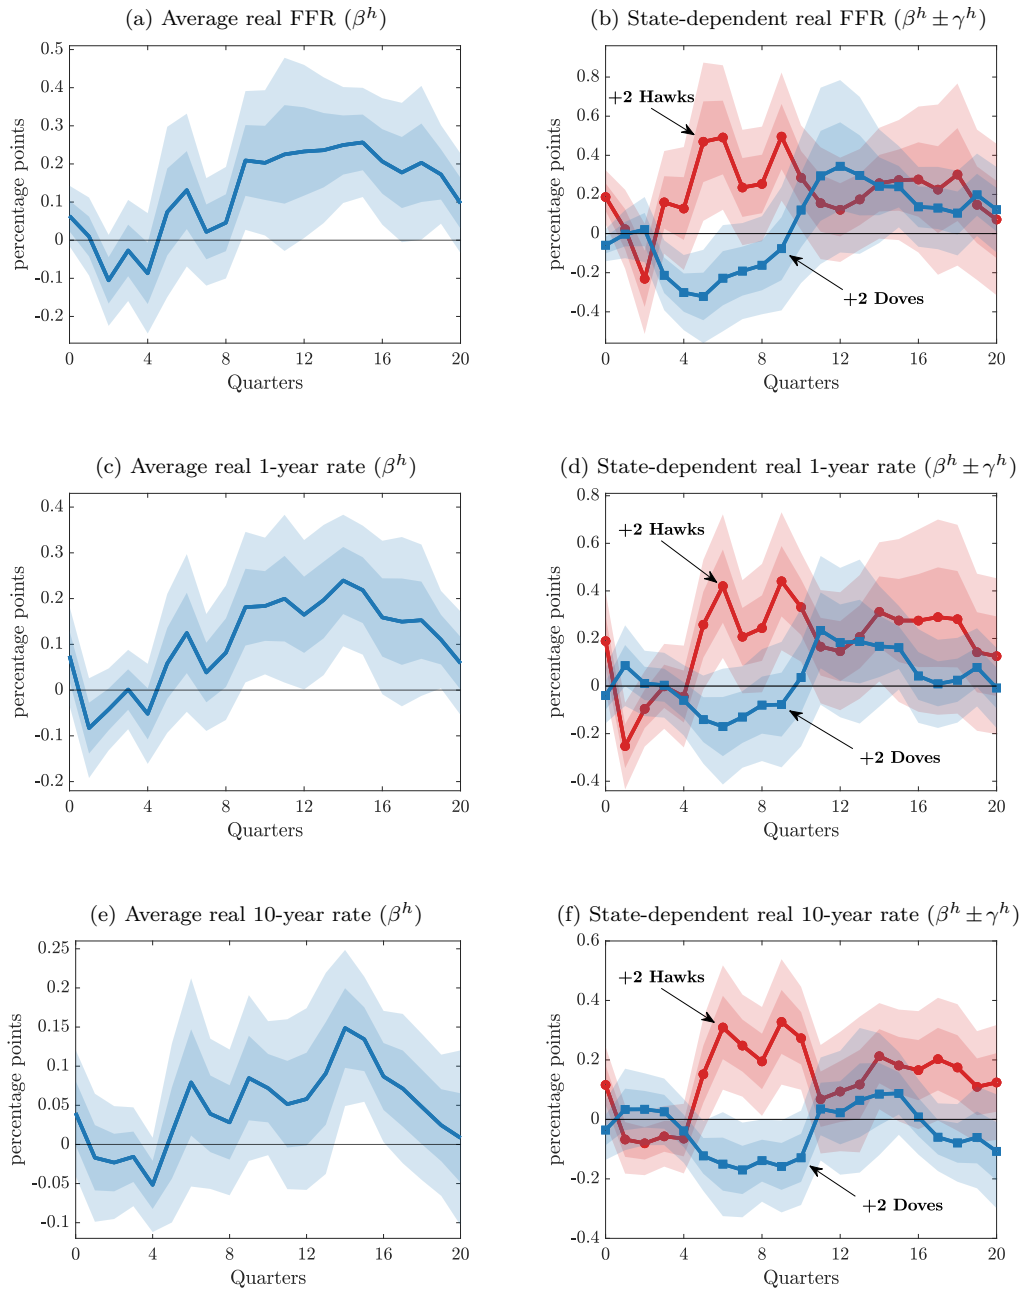 (a) Average real FFR (β^h)
0.5
0.4
0.3
0.2
0.1
0
-0.1
-0.2
percentage points
0 4 8 12 16 20
Quarters
(b) State-dependent real FFR (β^h ± γ^h)
0.8
0.6
0.4
0.2
0
-0.2
-0.4
percentage points
+2 Hawks
+2 Doves
0 4 8 12 16 20
Quarters
(c) Average real 1-year rate (β^h)
0.4
0.3
0.2
0.1
0
-0.1
-0.2
percentage points
0 4 8 12 16 20
Quarters
(d) State-dependent real 1-year rate (β^h ± γ^h)
0.8
0.6
0.4
0.2
0
-0.2
-0.4
percentage points
+2 Hawks
+2 Doves
0 4 8 12 16 20
Quarters
(e) Average real 10-year rate (β^h)
0.25
0.2
0.15
0.1
0.05
0
-0.05
-0.1
percentage points
0 4 8 12 16 20
Quarters
(f) State-dependent real 10-year rate (β^h ± γ^h)
0.6
0.4
0.2
0
-0.2
-0.4
percentage points
+2 Hawks
+2 Doves
0 4 8 12 16 20
Quarters